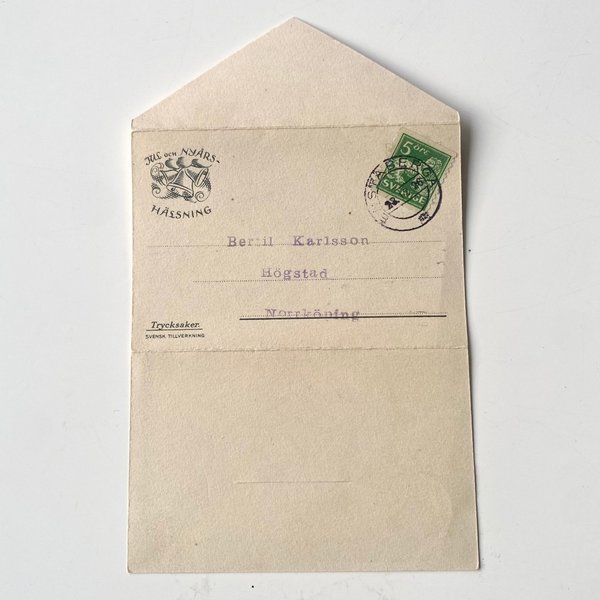 JUL OCH NYÅRS-
HÄLSNING
5 ÖRE
SVERIGE
Bertil Karlsson
Högstad
Norrköping
Trycksaker.
SVENSK TILLVERKNING